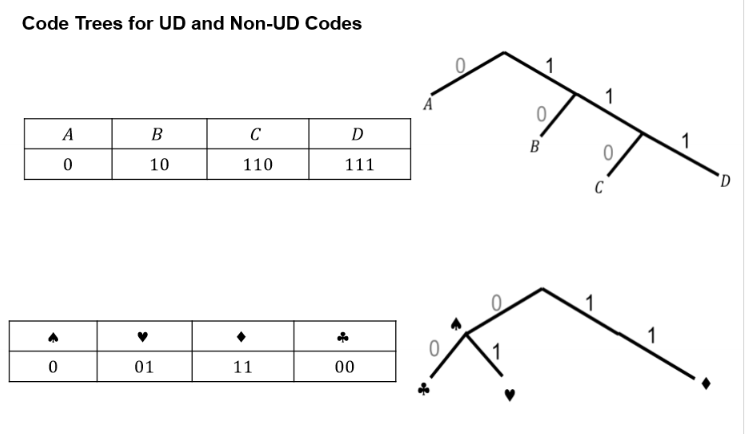 Code Trees for UD and Non-UD Codes
0 1
A 1
0
B 0 1
C D
A B C D
0 10 110 111
0 1
♠ 1
0 1
♣ ♥ ♦
♠ ♥ ♦ ♣
0 01 11 00